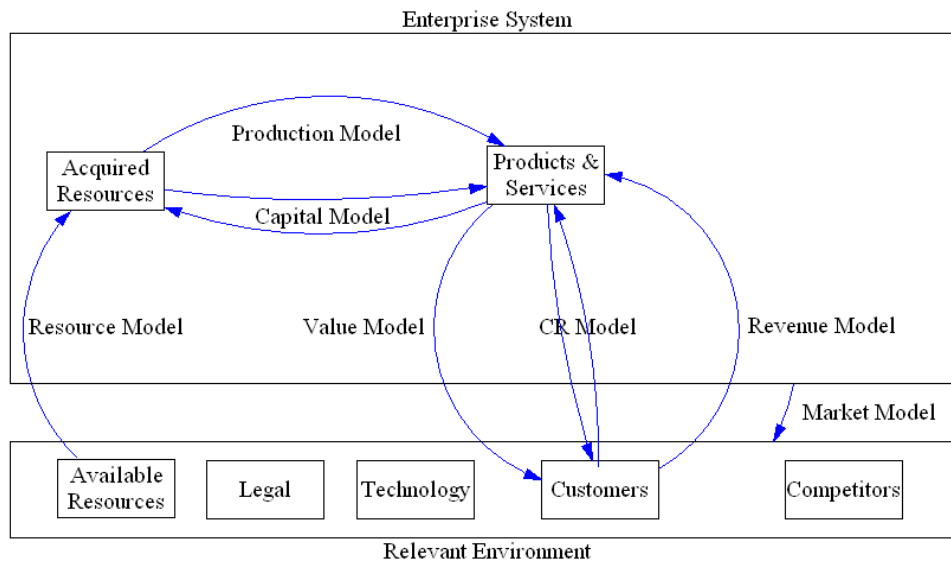 Enterprise System
Production Model
Acquired
Resources
Products &
Services
Capital Model
Resource Model
Value Model
CR Model
Revenue Model
Market Model
Available
Resources
Legal
Technology
Customers
Competitors
Relevant Environment